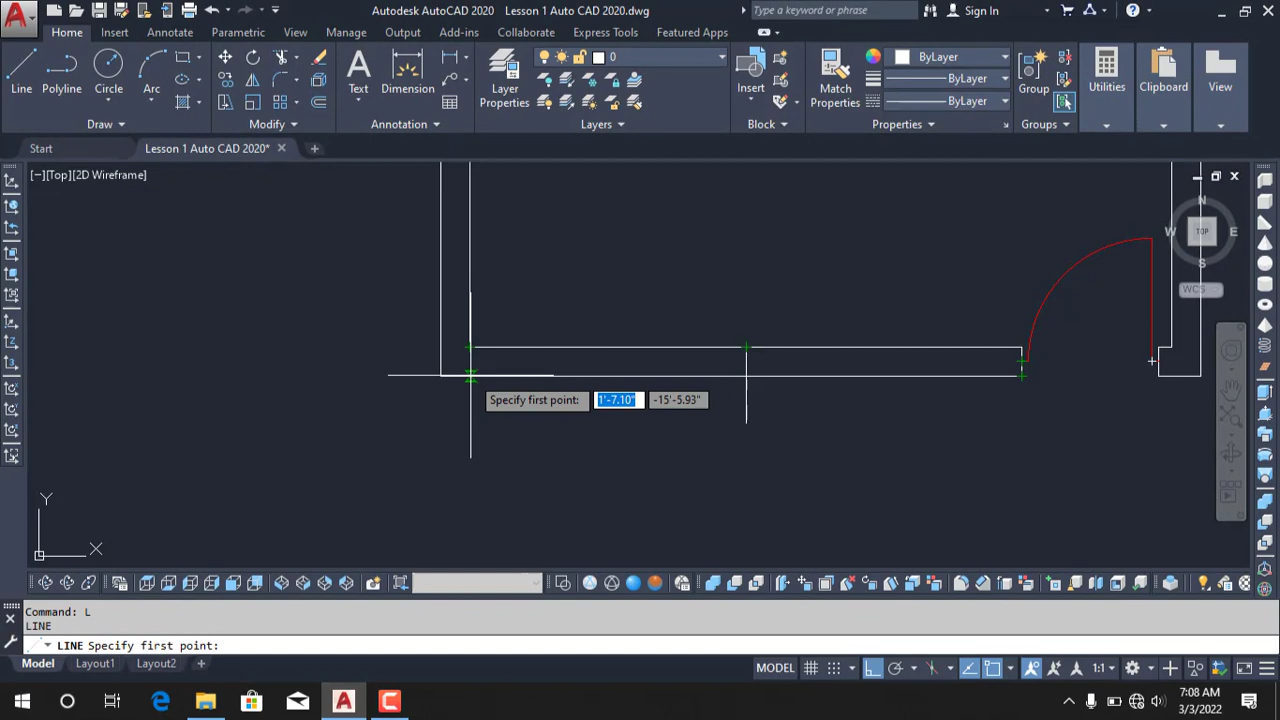 Autodesk AutoCAD 2020 Lesson 1 Auto CAD 2020.dwg
Type a keyword or phrase
Sign In
Home Insert Annotate Parametric View Manage Output Add-ins Collaborate Express Tools Featured Apps
Line Polyline Circle Arc
Text Dimension
Layer Properties
0
Insert
Match Properties
ByLayer
ByLayer
ByLayer
Group
Utilities Clipboard View
Draw Modify Annotation Layers Block Properties Groups
Start Lesson 1 Auto CAD 2020*
[−][Top][2D Wireframe]
N
W TOP E
S
WCS
Specify first point: 1'-7.10" -15'-5.93"
Y
X
Command: L
LINE
LINE Specify first point:
Model Layout1 Layout2 +
MODEL 1:1
7:08 AM
3/3/2022